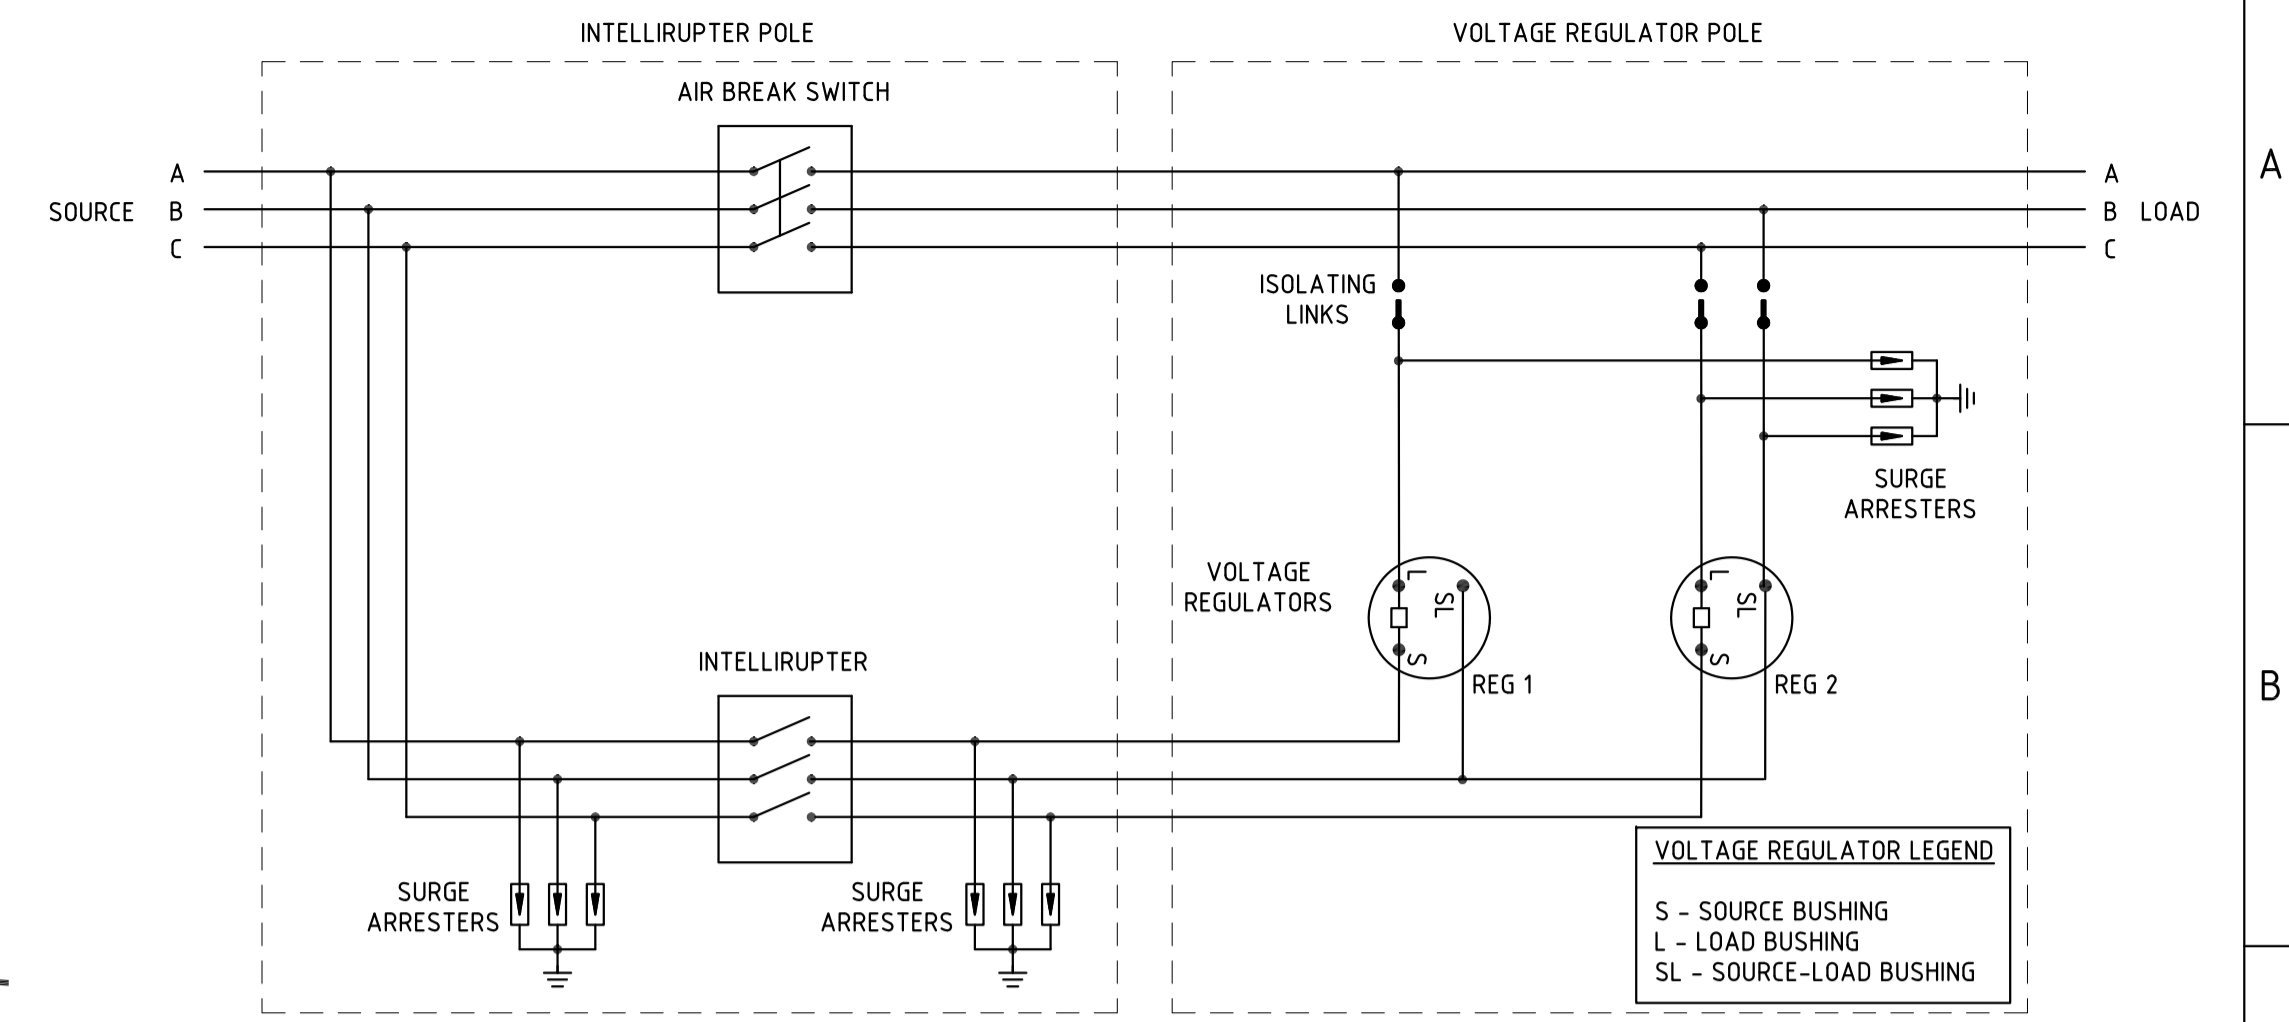 INTELLIRUPTER POLE
VOLTAGE REGULATOR POLE
AIR BREAK SWITCH
A
A
A
SOURCE B
B LOAD
C
C
ISOLATING
LINKS
SURGE
ARRESTERS
VOLTAGE
REGULATORS
L
SL
S
REG 1
L
SL
S
REG 2
B
INTELLIRUPTER
SURGE
ARRESTERS
SURGE
ARRESTERS
VOLTAGE REGULATOR LEGEND
S - SOURCE BUSHING
L - LOAD BUSHING
SL - SOURCE-LOAD BUSHING